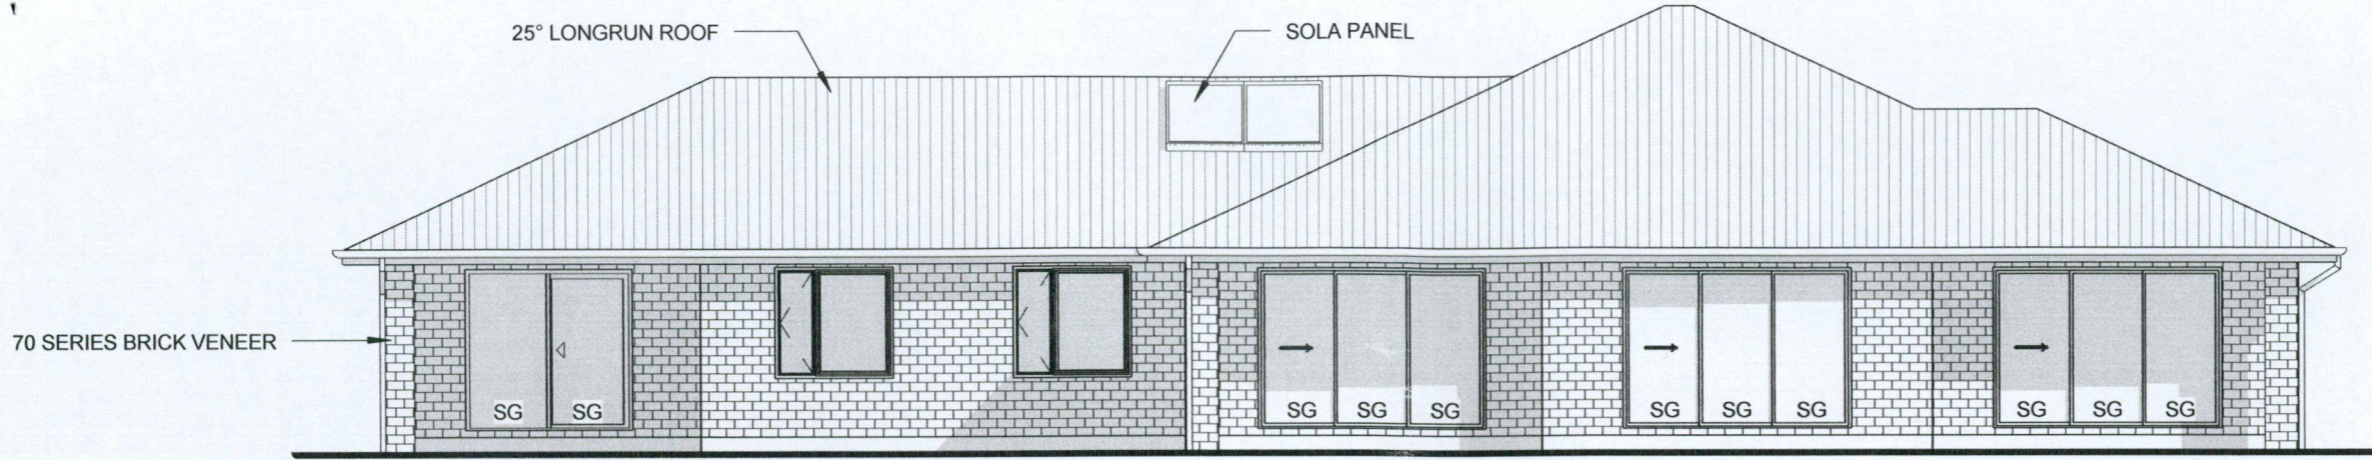 25° LONGRUN ROOF
SOLA PANEL
70 SERIES BRICK VENEER
SG SG SG SG SG SG SG SG SG SG SG